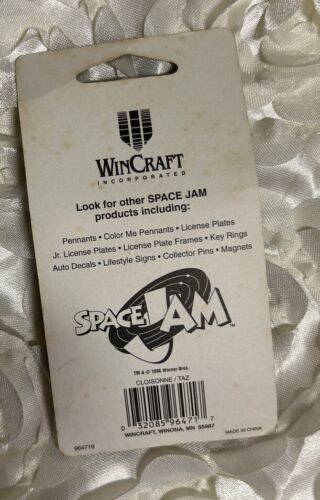 WINCRAFT
INCORPORATED
Look for other SPACE JAM
products including:
Pennants • Color Me Pennants • License Plates
Jr. License Plates • License Plate Frames • Key Rings
Auto Decals • Lifestyle Signs • Collector Pins • Magnets
SPACE JAM™
TM & © 1996 Warner Bros.
CLOISONNE / TAZ
0 32085 96471 7
WINCRAFT, WINONA, MN 55987
964719
MADE IN CHINA